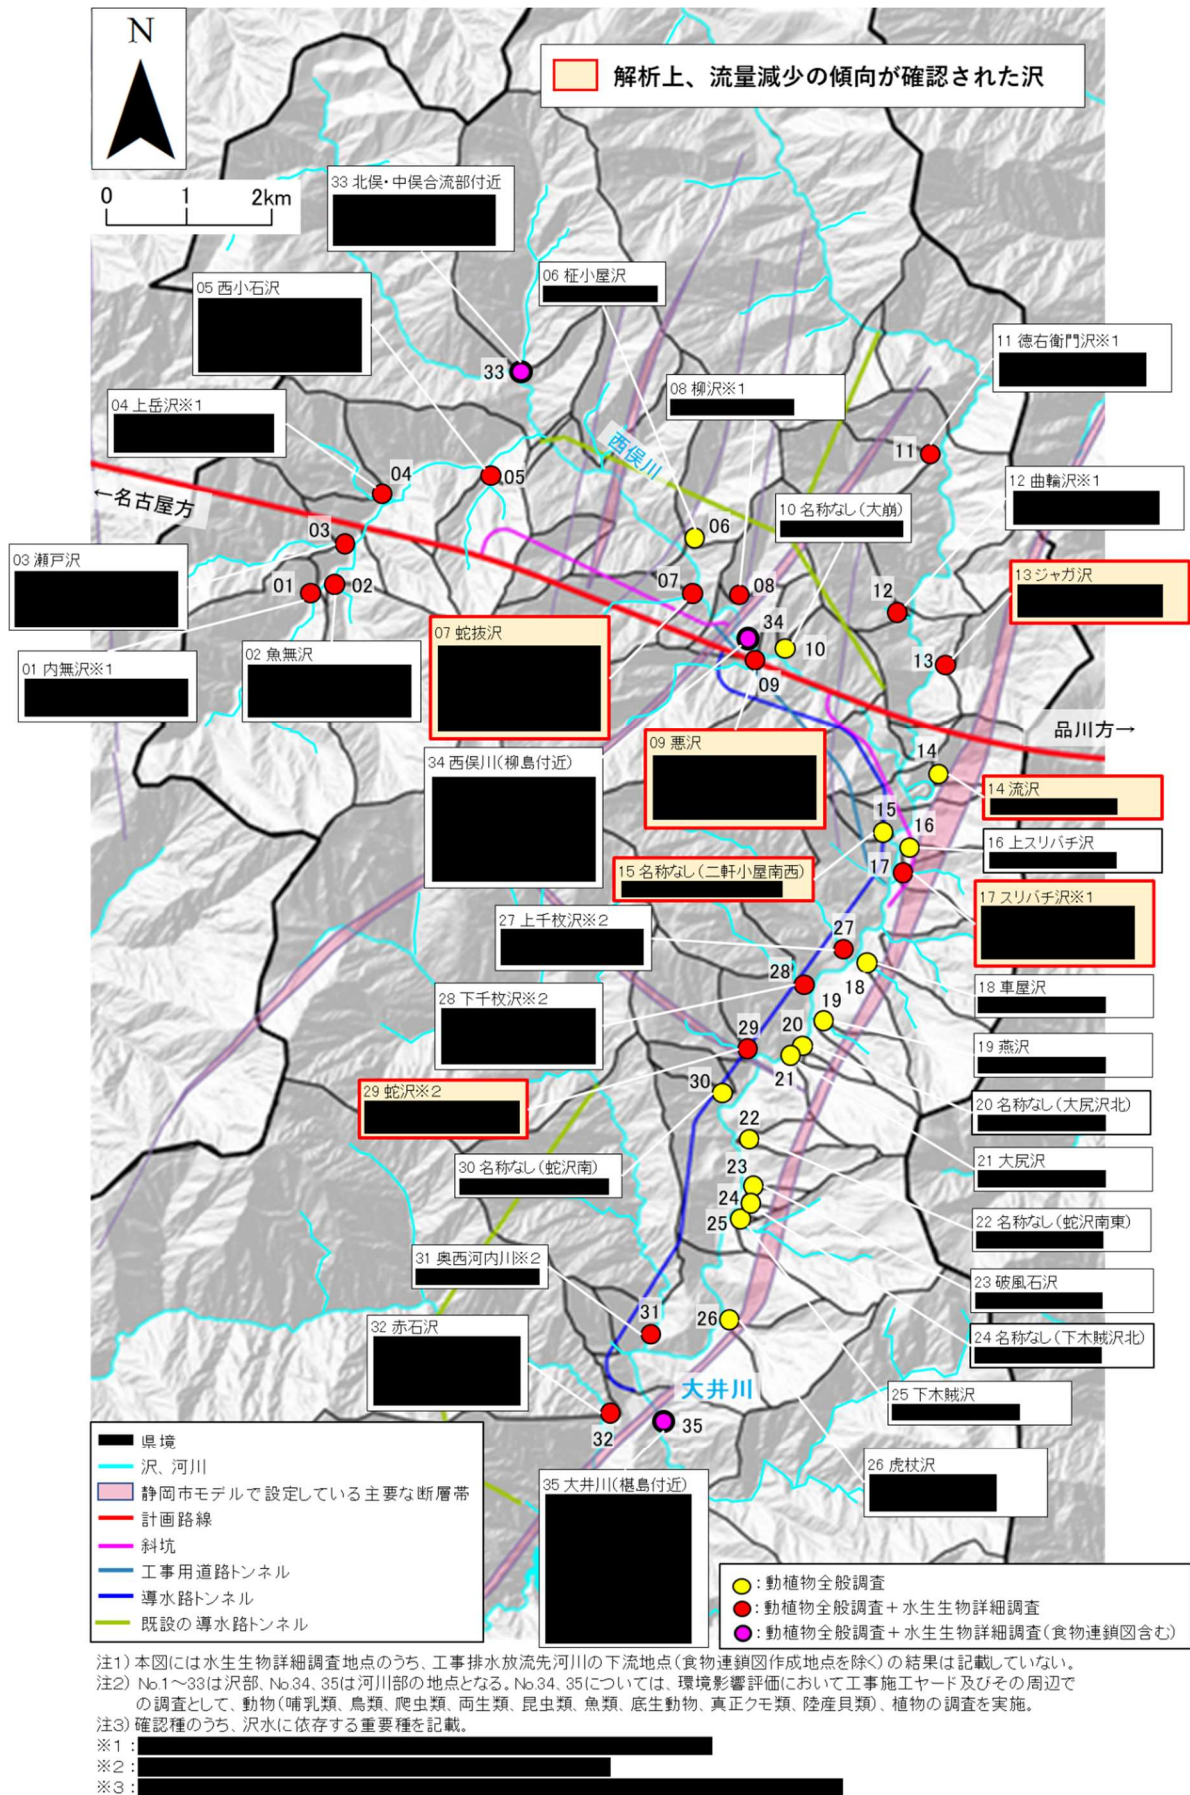 N
解析上、流量減少の傾向が確認された沢
0 1 2km
33 北俣・中俣合流部付近
06 柾小屋沢
05 西小石沢
11 徳右衛門沢※1
33
08 柳沢※1
04 上岳沢※1
西俣川
11
04
05
12 曲輪沢※1
←名古屋方
10 名称なし(大崩)
06
03
03 瀬戸沢
13 ジャガ沢
01
02
07
08
12
34
07 蛇抜沢
10
01 内無沢※1
02 魚無沢
13
09
品川方→
09 悪沢
34 西俣川(柳島付近)
14
14 流沢
15
16
16 上スリバチ沢
15 名称なし(二軒小屋南西)
17
17 スリバチ沢※1
27 上千枚沢※2
27
18
28
28 下千枚沢※2
18 車屋沢
19
29
20
19 燕沢
21
30
29 蛇沢※2
20 名称なし(大尻沢北)
22
21 大尻沢
30 名称なし(蛇沢南)
23
24
25
22 名称なし(蛇沢南東)
31 奥西河内川※2
23 破風石沢
31
26
32 赤石沢
24 名称なし(下木賊沢北)
大井川
25 下木賊沢
32
35
県境
26 虎杖沢
沢、河川
35 大井川(椹島付近)
静岡市モデルで設定している主要な断層帯
計画路線
斜坑
工事用道路トンネル
導水路トンネル
既設の導水路トンネル
:動植物全般調査
:動植物全般調査+水生生物詳細調査
:動植物全般調査+水生生物詳細調査(食物連鎖図含む)
注1) 本図には水生生物詳細調査地点のうち、工事排水放流先河川の下流地点(食物連鎖図作成地点を除く)の結果は記載していない。
注2) No.1~33は沢部、No.34、35は河川部の地点となる。No.34、35については、環境影響評価において工事施工ヤード及びその周辺で
の調査として、動物(哺乳類、鳥類、爬虫類、両生類、昆虫類、魚類、底生動物、真正クモ類、陸産貝類)、植物の調査を実施。
注3) 確認種のうち、沢水に依存する重要種を記載。
※1:
※2:
※3: